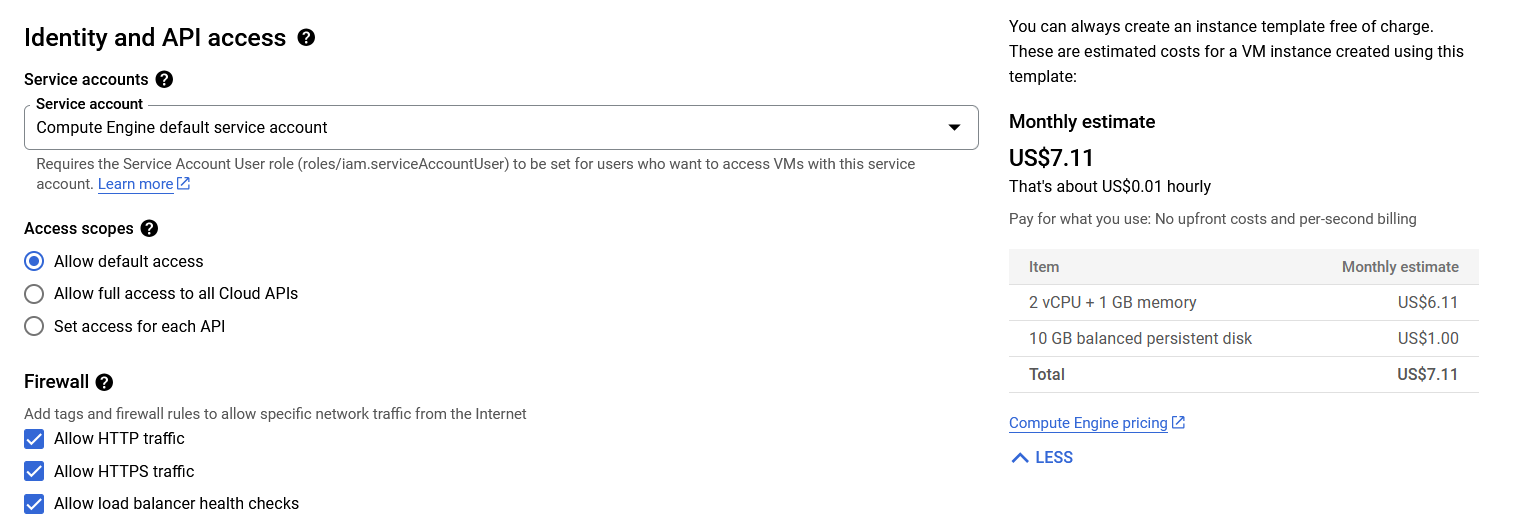 Identity and API access
Service accounts
Service account
Compute Engine default service account
Requires the Service Account User role (roles/iam.serviceAccountUser) to be set for users who want to access VMs with this service
account. Learn more
Access scopes
Allow default access
Allow full access to all Cloud APIs
Set access for each API
Firewall
Add tags and firewall rules to allow specific network traffic from the Internet
Allow HTTP traffic
Allow HTTPS traffic
Allow load balancer health checks
You can always create an instance template free of charge.
These are estimated costs for a VM instance created using this
template:
Monthly estimate
US$7.11
That's about US$0.01 hourly
Pay for what you use: No upfront costs and per-second billing
Item Monthly estimate
2 vCPU + 1 GB memory US$6.11
10 GB balanced persistent disk US$1.00
Total US$7.11
Compute Engine pricing
LESS